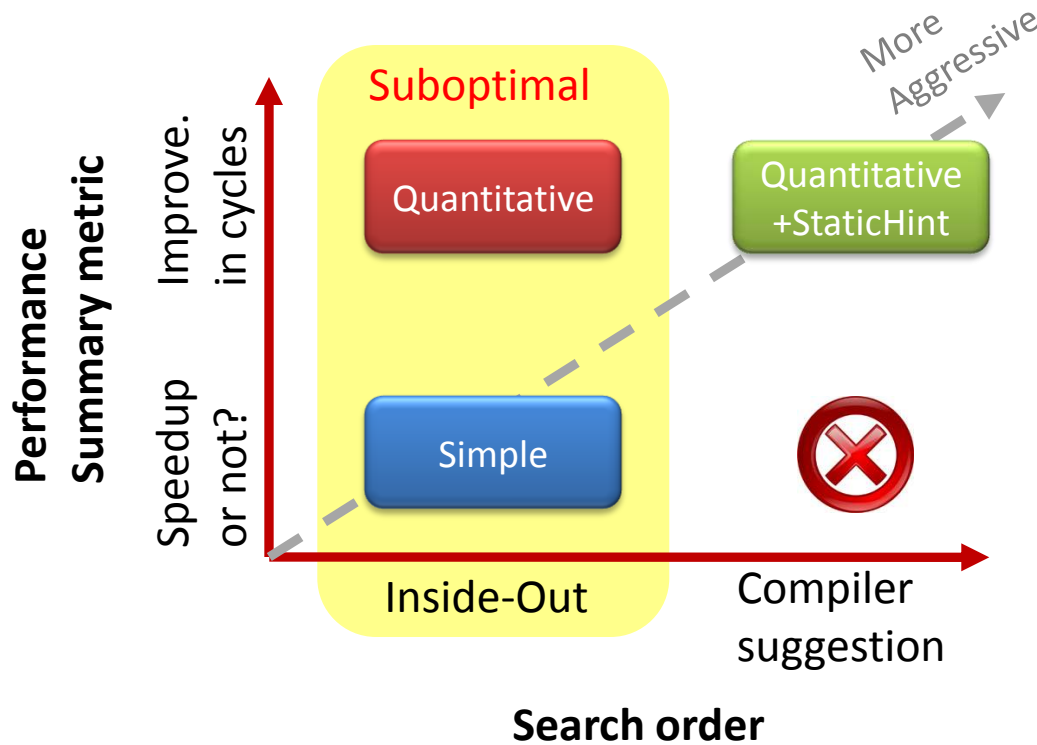 More
Aggressive
Suboptimal
Performance
Summary metric
Improve.
in cycles
Quantitative
Quantitative
+StaticHint
Speedup
or not?
Simple
Inside-Out
Compiler
suggestion
Search order